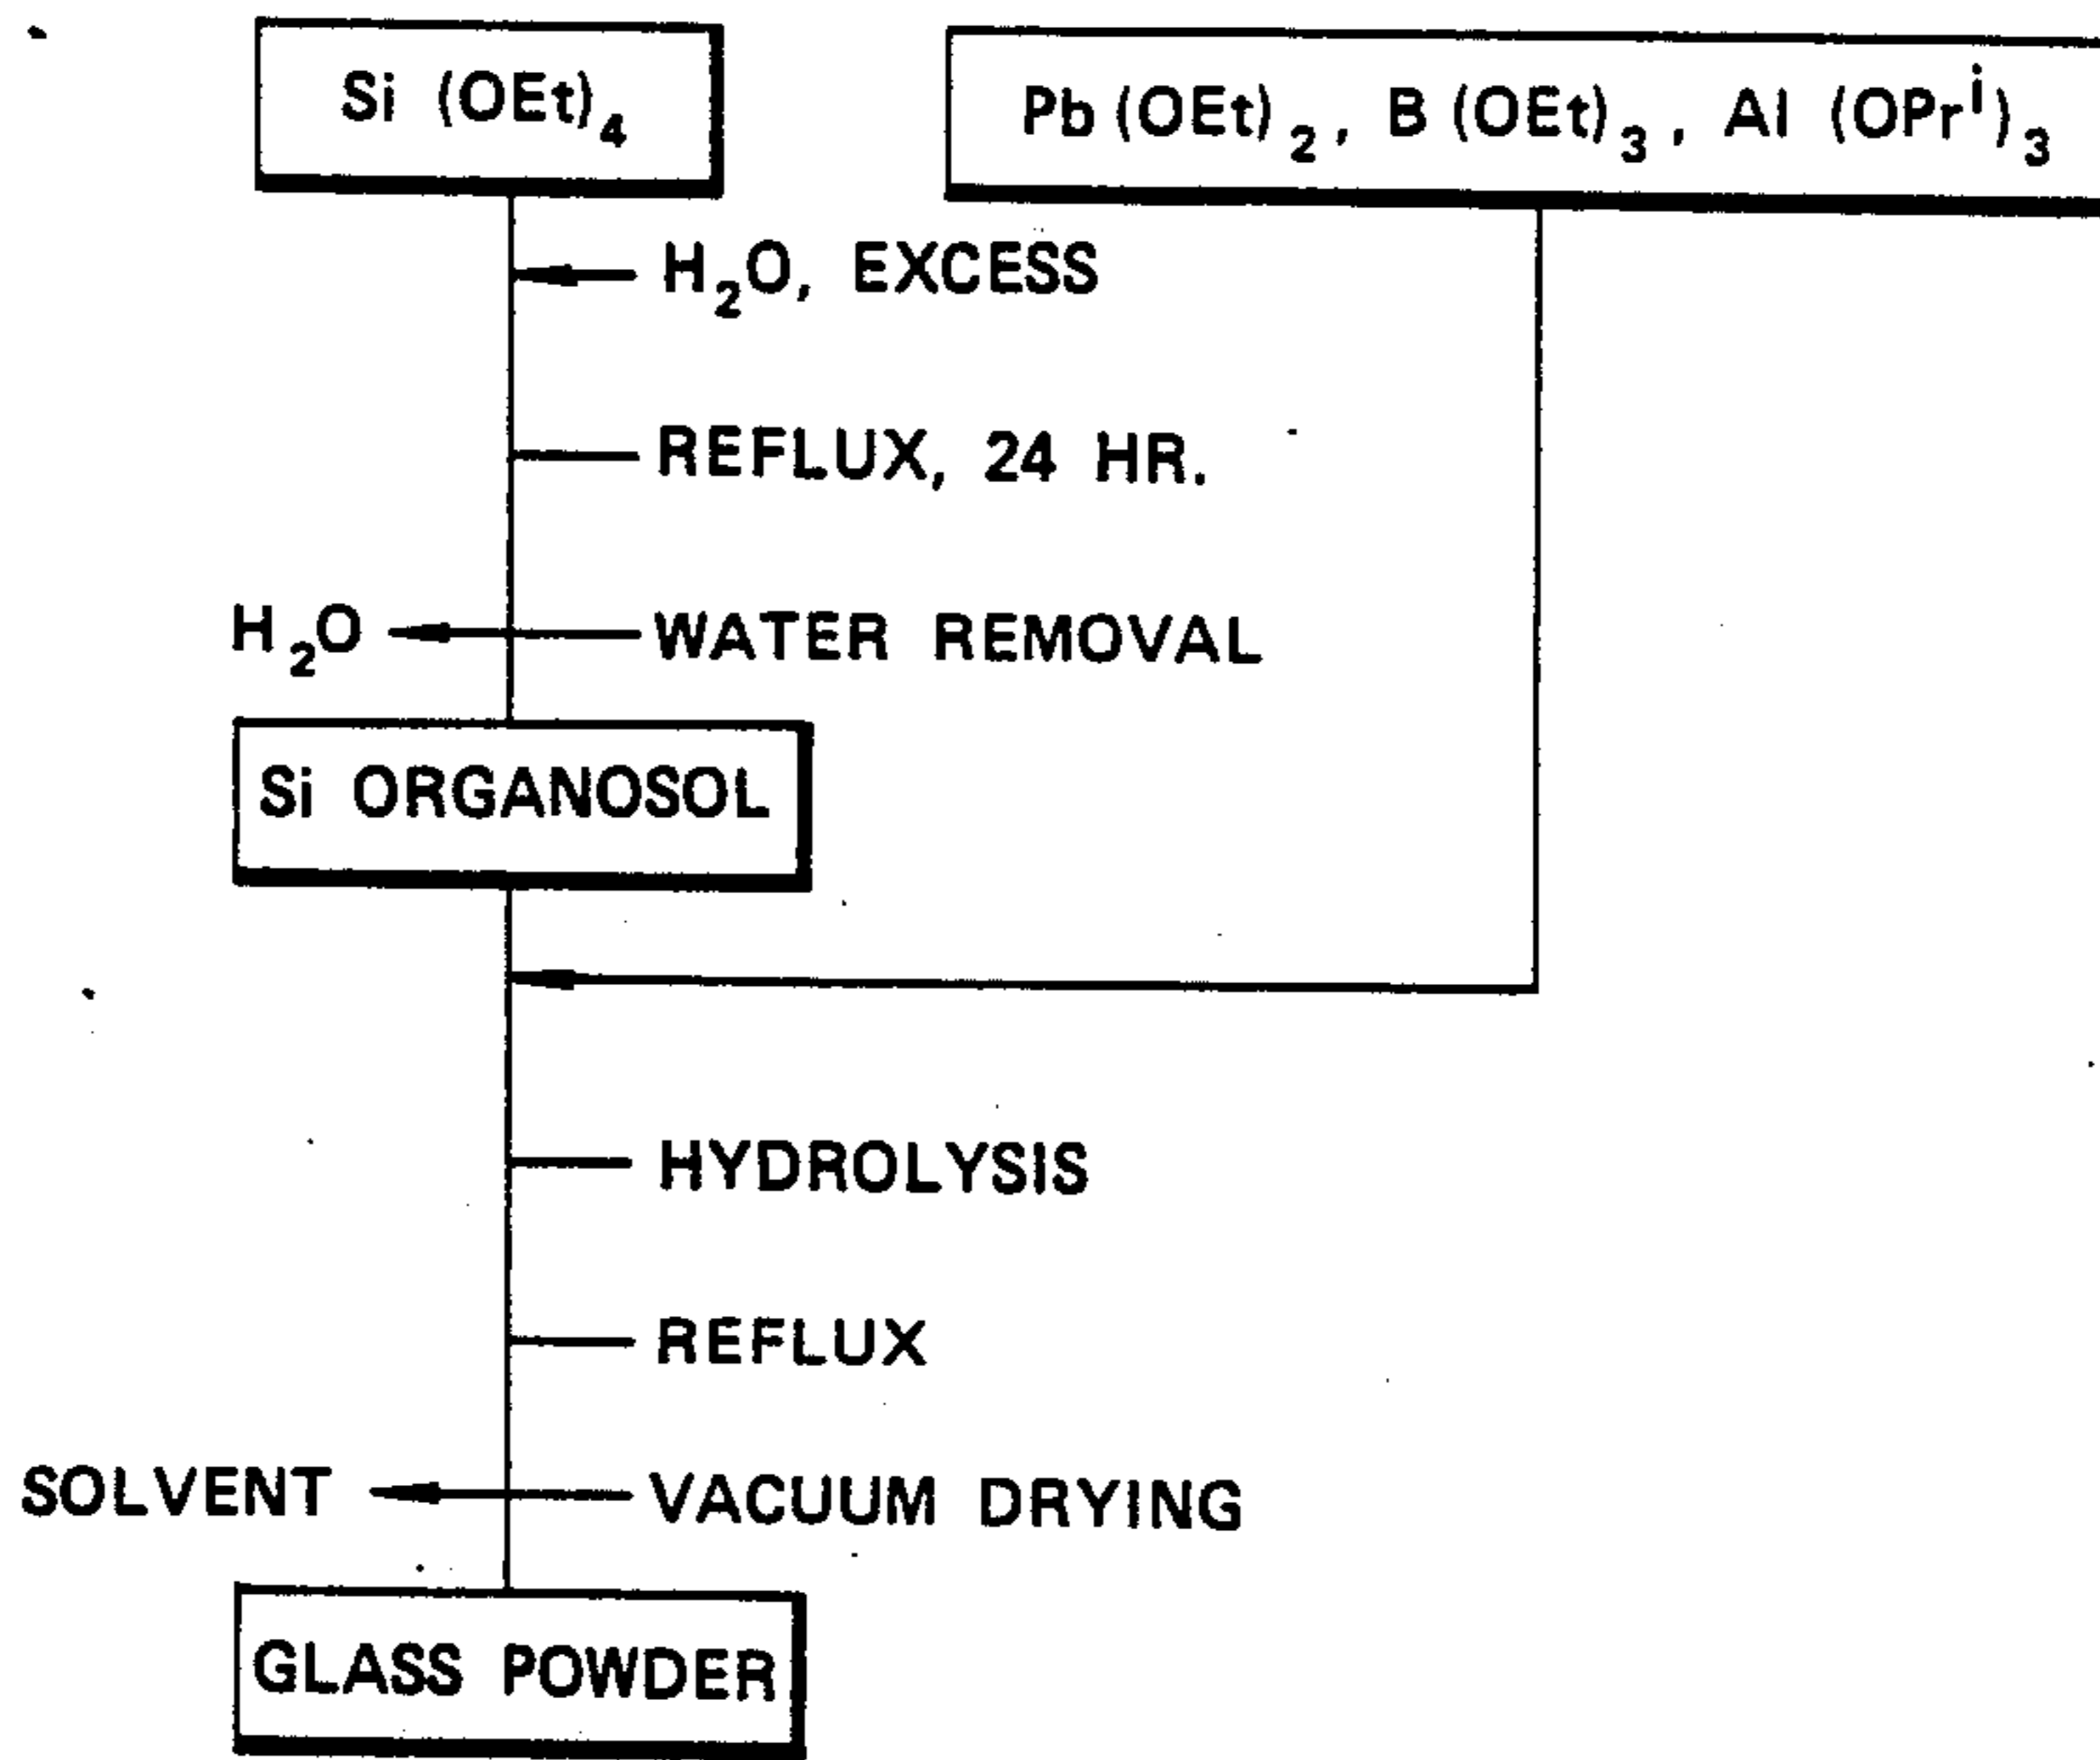 Si (OEt)₄
Pb (OEt)₂, B (OEt)₃, Al (OPrⁱ)₃
H₂O, EXCESS
REFLUX, 24 HR.
H₂O
WATER REMOVAL
Si ORGANOSOL
HYDROLYSIS
REFLUX
SOLVENT
VACUUM DRYING
GLASS POWDER